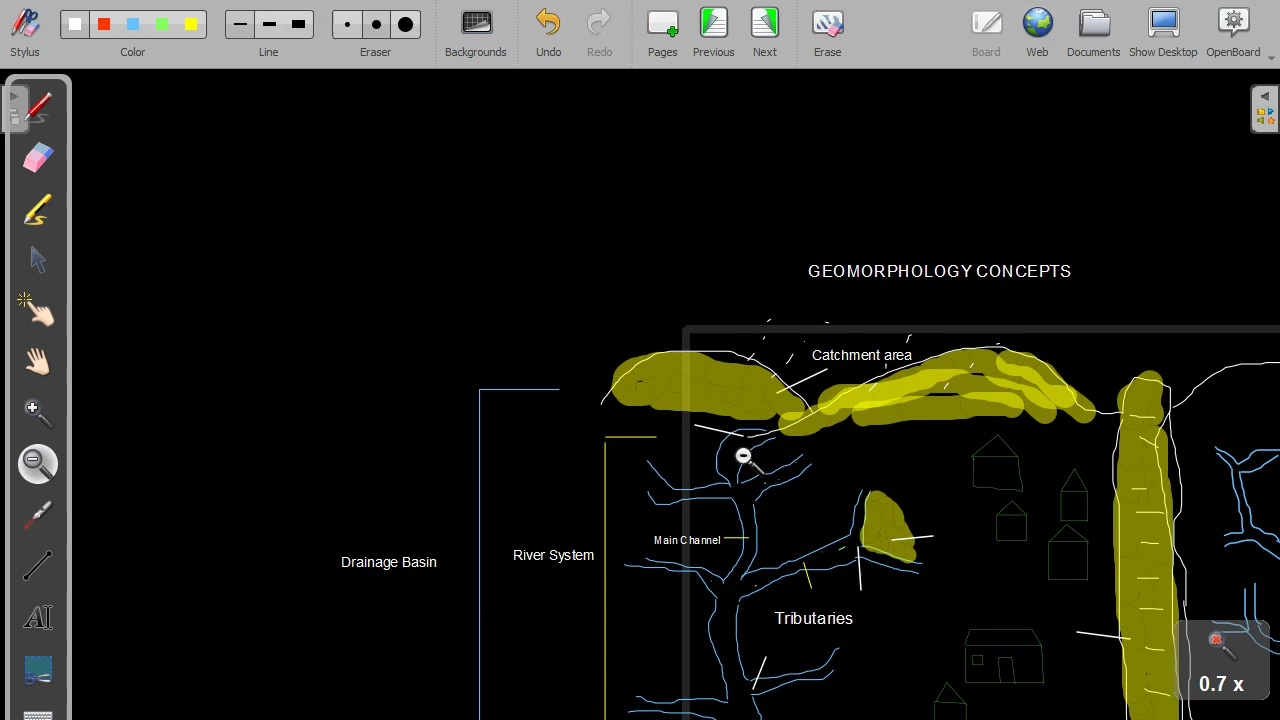 Stylus
Color
Line
Eraser
Backgrounds
Undo
Redo
Pages
Previous
Next
Erase
Board
Web
Documents
Show Desktop
OpenBoard
GEOMORPHOLOGY CONCEPTS
Catchment area
Main Channel
River System
Drainage Basin
Tributaries
0.7 x